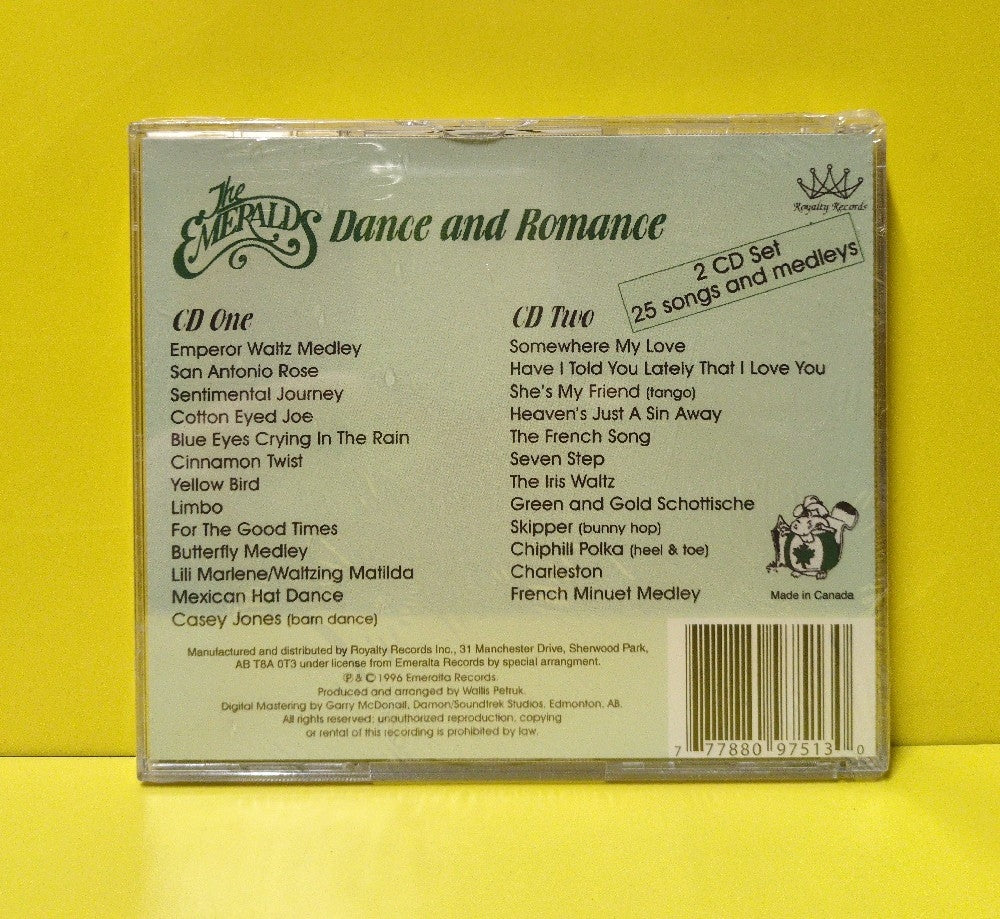 The
EMERALDS
Dance and Romance
Royalty Records
2 CD Set
25 songs and medleys
CD One
Emperor Waltz Medley
San Antonio Rose
Sentimental Journey
Cotton Eyed Joe
Blue Eyes Crying In The Rain
Cinnamon Twist
Yellow Bird
Limbo
For The Good Times
Butterfly Medley
Lili Marlene/Waltzing Matilda
Mexican Hat Dance
Casey Jones (barn dance)
CD Two
Somewhere My Love
Have I Told You Lately That I Love You
She's My Friend (tango)
Heaven's Just A Sin Away
The French Song
Seven Step
The Iris Waltz
Green and Gold Schottische
Skipper (bunny hop)
Chiphill Polka (heel & toe)
Charleston
French Minuet Medley
Made in Canada
Manufactured and distributed by Royalty Records Inc., 31 Manchester Drive, Sherwood Park,
AB T8A 0T3 under license from Emeralta Records by special arrangment.
℗ & © 1996 Emeralta Records.
Produced and arranged by Wallis Petruk.
Digital Mastering by Garry McDonall, Damon/Soundtrek Studios, Edmonton, AB.
All rights reserved; unauthorized reproduction, copying
or rental of this recording is prohibited by law.
7 77880 97513 0